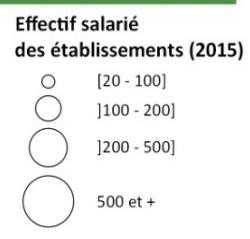 Effectif salarié
des établissements (2015)
]20 - 100]
]100 - 200]
]200 - 500]
500 et +